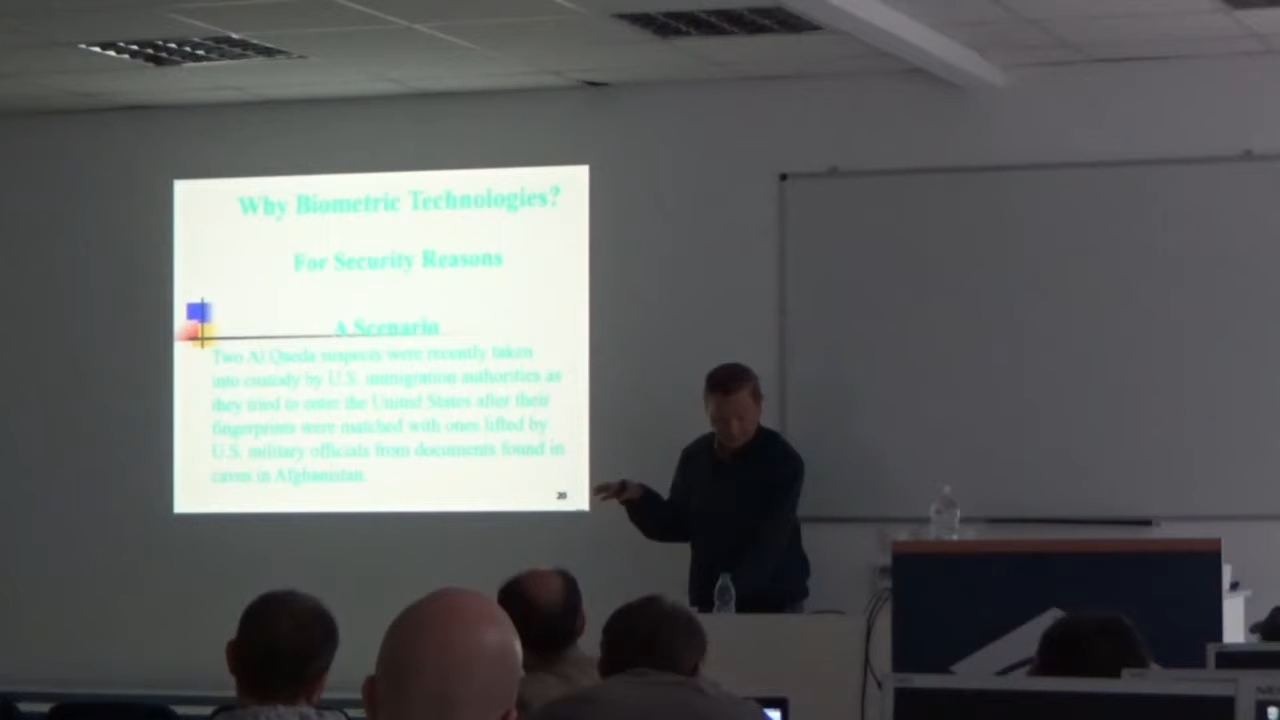 Why Biometric Technologies?
For Security Reasons
A Scenario
Two Al Qaeda suspects were recently taken
into custody by U.S. immigration authorities as
they tried to enter the United States after their
fingerprints were matched with ones lifted by
U.S. military officials from documents found in
caves in Afghanistan.
20